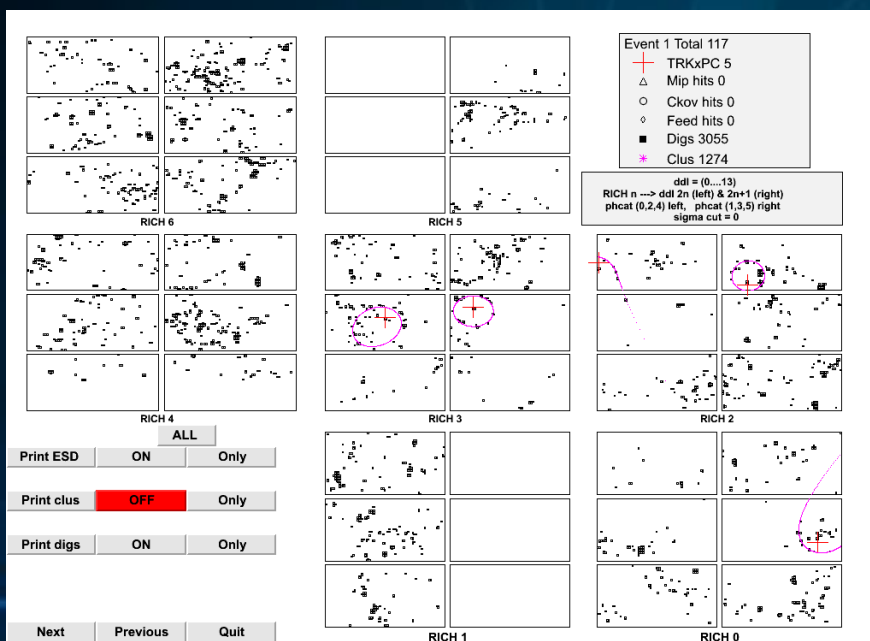 Event 1 Total 117
TRKxPC 5
Mip hits 0
Ckov hits 0
Feed hits 0
Digs 3055
Clus 1274
ddl = (0....13)
RICH n ---> ddl 2n (left) & 2n+1 (right)
phcat (0,2,4) left, phcat (1,3,5) right
sigma cut = 0
RICH 6
RICH 5
RICH 4
RICH 3
RICH 2
ALL
Print ESD ON Only
Print clus OFF Only
Print digs ON Only
Next Previous Quit
RICH 1
RICH 0